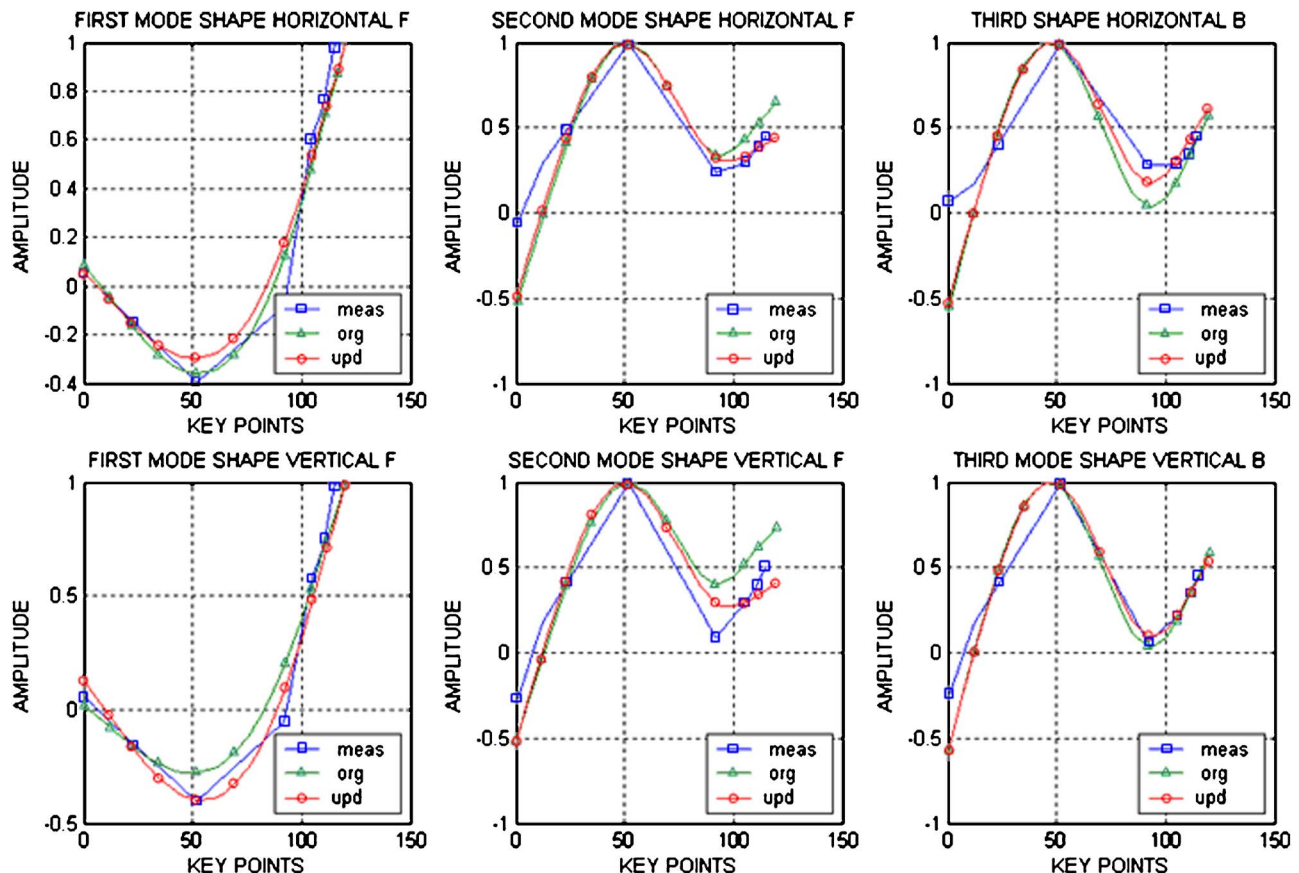 FIRST MODE SHAPE HORIZONTAL F
AMPLITUDE
1
0.8
0.6
0.4
0.2
0
-0.2
-0.4
0 50 100 150
KEY POINTS
meas
org
upd
SECOND MODE SHAPE HORIZONTAL F
AMPLITUDE
1
0.5
0
-0.5
-1
0 50 100 150
KEY POINTS
meas
org
upd
THIRD SHAPE HORIZONTAL B
AMPLITUDE
1
0.5
0
-0.5
-1
0 50 100 150
KEY POINTS
meas
org
upd
FIRST MODE SHAPE VERTICAL F
AMPLITUDE
1
0.5
0
-0.5
0 50 100 150
KEY POINTS
meas
org
upd
SECOND MODE SHAPE VERTICAL F
AMPLITUDE
1
0.5
0
-0.5
-1
0 50 100 150
KEY POINTS
meas
org
upd
THIRD MODE SHAPE VERTICAL B
AMPLITUDE
1
0.5
0
-0.5
-1
0 50 100 150
KEY POINTS
meas
org
upd